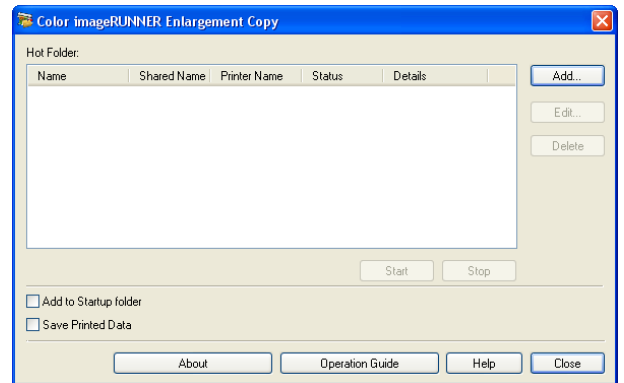 Color imageRUNNER Enlargement Copy
Hot Folder:
Name Shared Name Printer Name Status Details
Add...
Edit...
Delete
Start Stop
Add to Startup folder
Save Printed Data
About Operation Guide Help Close